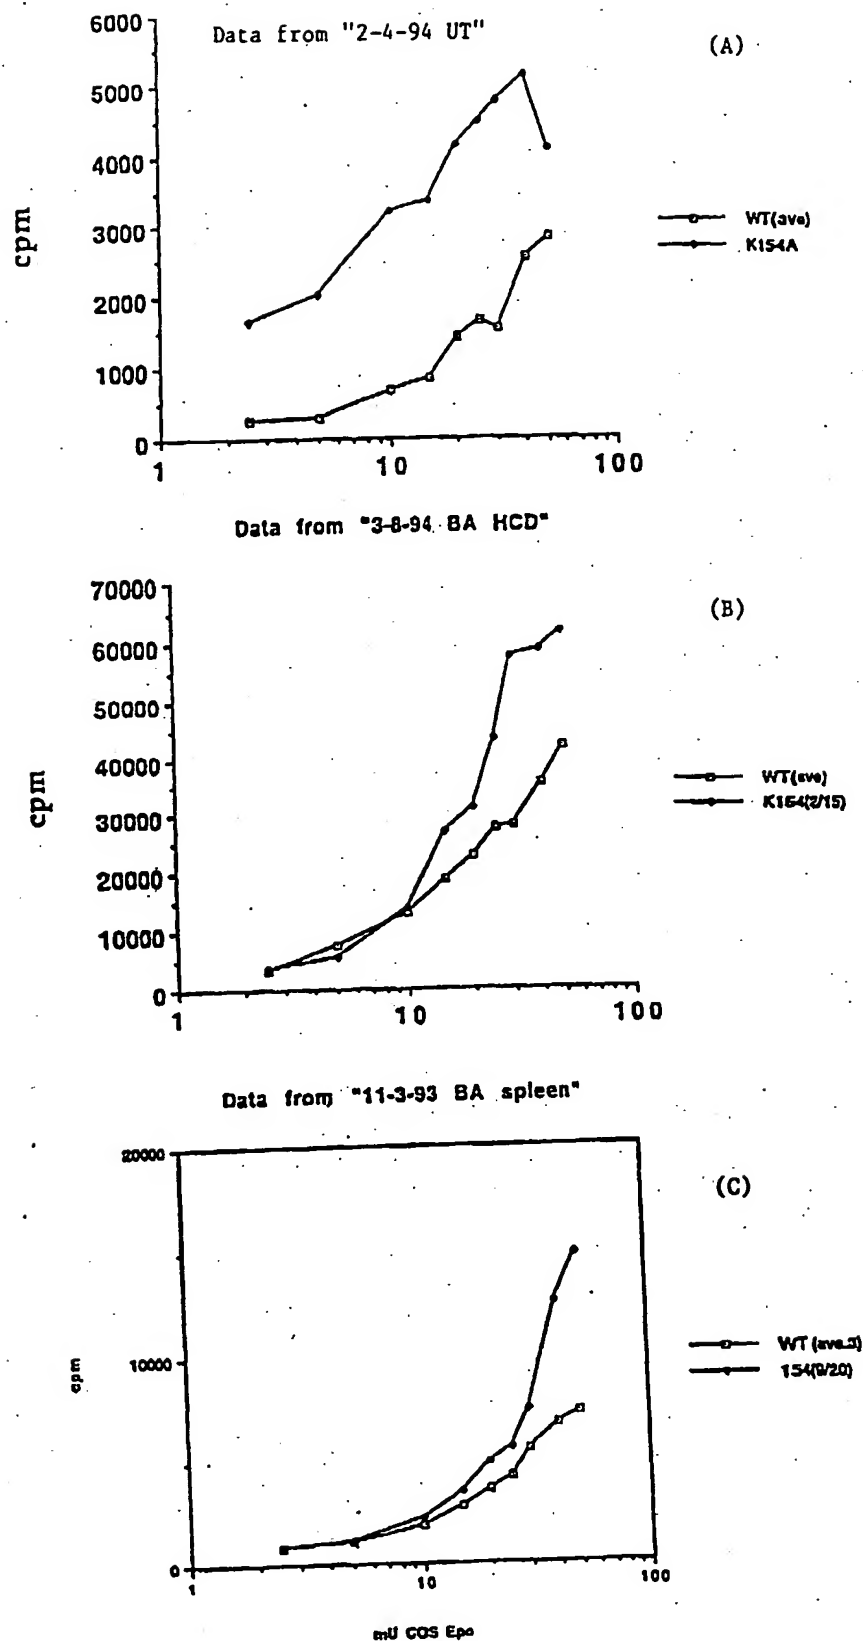 6000
Data from "2-4-94 UT"
(A)
5000
4000
cpm
3000
WT(ave)
K154A
2000
1000
0
1
10
100
Data from "3-8-94 BA HCD"
70000
(B)
60000
50000
cpm
40000
WT(ave)
K154(2/15)
30000
20000
10000
0
1
10
100
Data from "11-3-93 BA spleen"
20000
(C)
cpm
10000
WT (ave.3)
154(9/20)
0
1
10
100
mU COS Epo